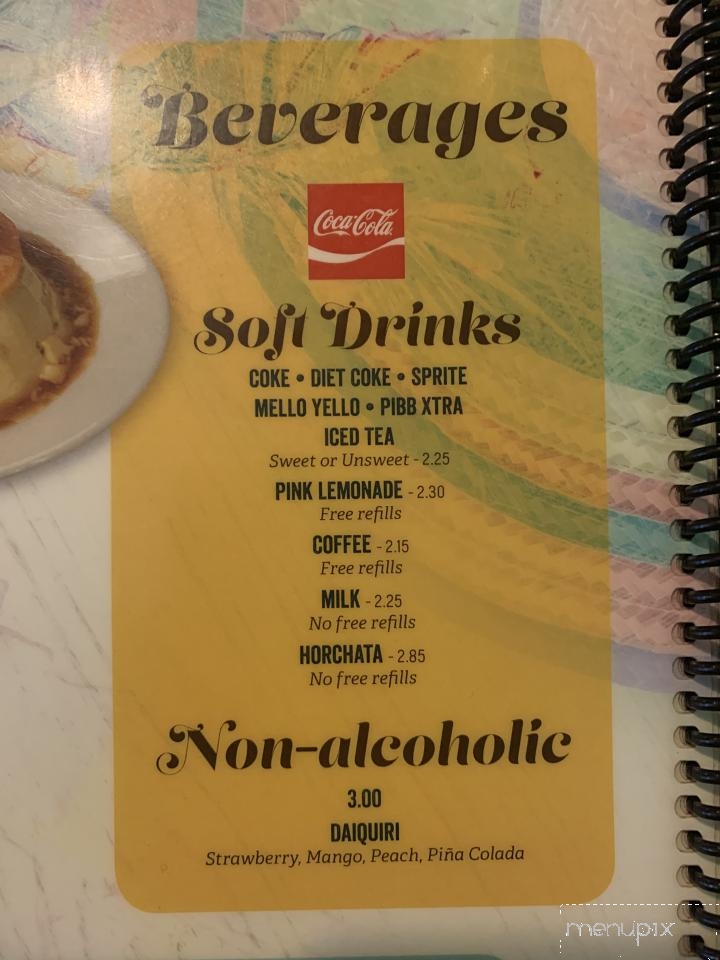 Beverages
Coca-Cola
Soft Drinks
COKE • DIET COKE • SPRITE
MELLO YELLO • PIBB XTRA
ICED TEA
Sweet or Unsweet - 2.25
PINK LEMONADE - 2.30
Free refills
COFFEE - 2.15
Free refills
MILK - 2.25
No free refills
HORCHATA - 2.85
No free refills
Non-alcoholic
3.00
DAIQUIRI
Strawberry, Mango, Peach, Piña Colada
menupix